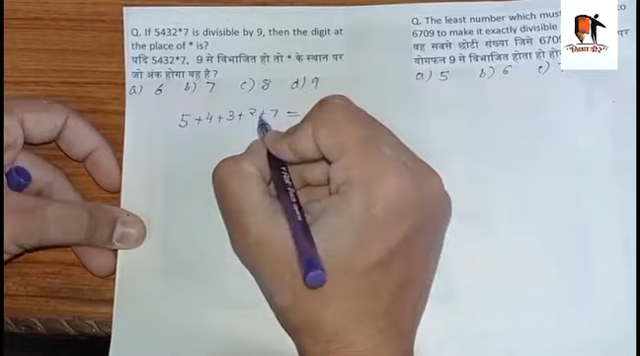 Q. If 5432*7 is divisible by 9, then the digit at
the place of * is?
यदि 5432*7, 9 से विभाजित हो तो * के स्थान पर
जो अंक होगा वह है ?
a) 6 b) 7 c) 8 d) 9
5+4+3+2+7 =
Q. The least number which must
6709 to make it exactly divisible
वह सबसे छोटी संख्या जिसे 6709
योगफल 9 से विभाजित होता हो
a) 5 b) 6 c)